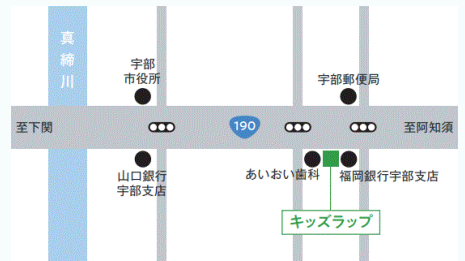 真締川
宇部
市役所
宇部郵便局
至下関
190
至阿知須
山口銀行
宇部支店
あいおい歯科
福岡銀行宇部支店
キッズラップ